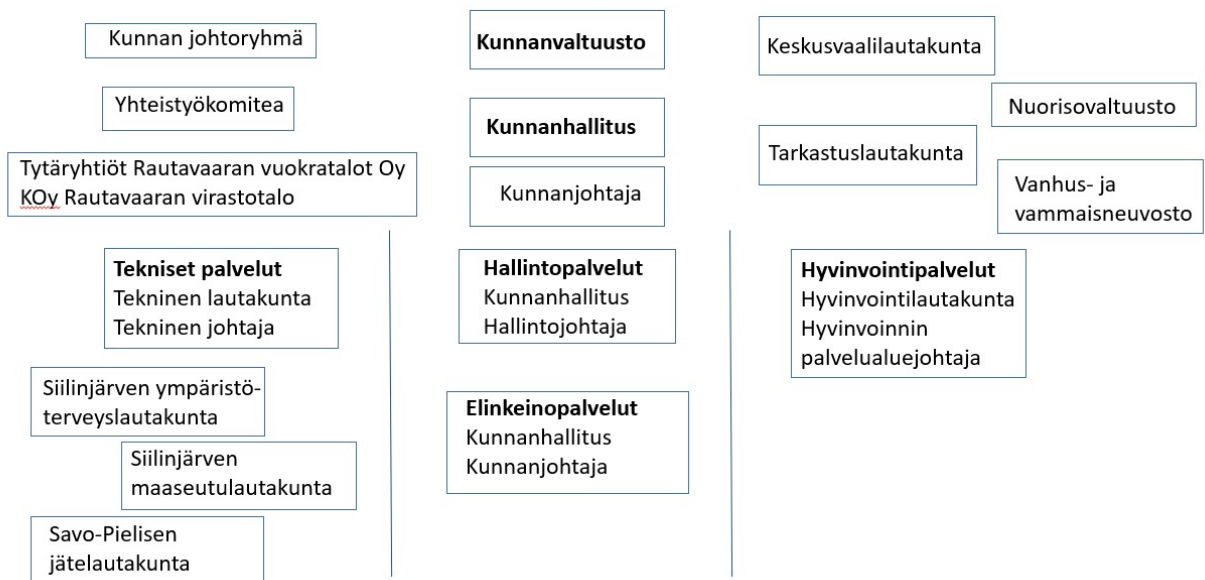 Kunnan johtoryhmä
Kunnanvaltuusto
Keskusvaalilautakunta
Yhteistyökomitea
Kunnanhallitus
Nuorisovaltuusto
Tarkastuslautakunta
Tytäryhtiöt Rautavaaran vuokratalot Oy
KOy Rautavaaran virastotalo
Kunnanjohtaja
Vanhus- ja
vammaisneuvosto
Tekniset palvelut
Tekninen lautakunta
Tekninen johtaja
Hallintopalvelut
Kunnanhallitus
Hallintojohtaja
Hyvinvointipalvelut
Hyvinvointilautakunta
Hyvinvoinnin
palvelualuejohtaja
Siilinjärven ympäristö-
terveyslautakunta
Elinkeinopalvelut
Kunnanhallitus
Kunnanjohtaja
Siilinjärven
maaseutulautakunta
Savo-Pielisen
jätelautakunta